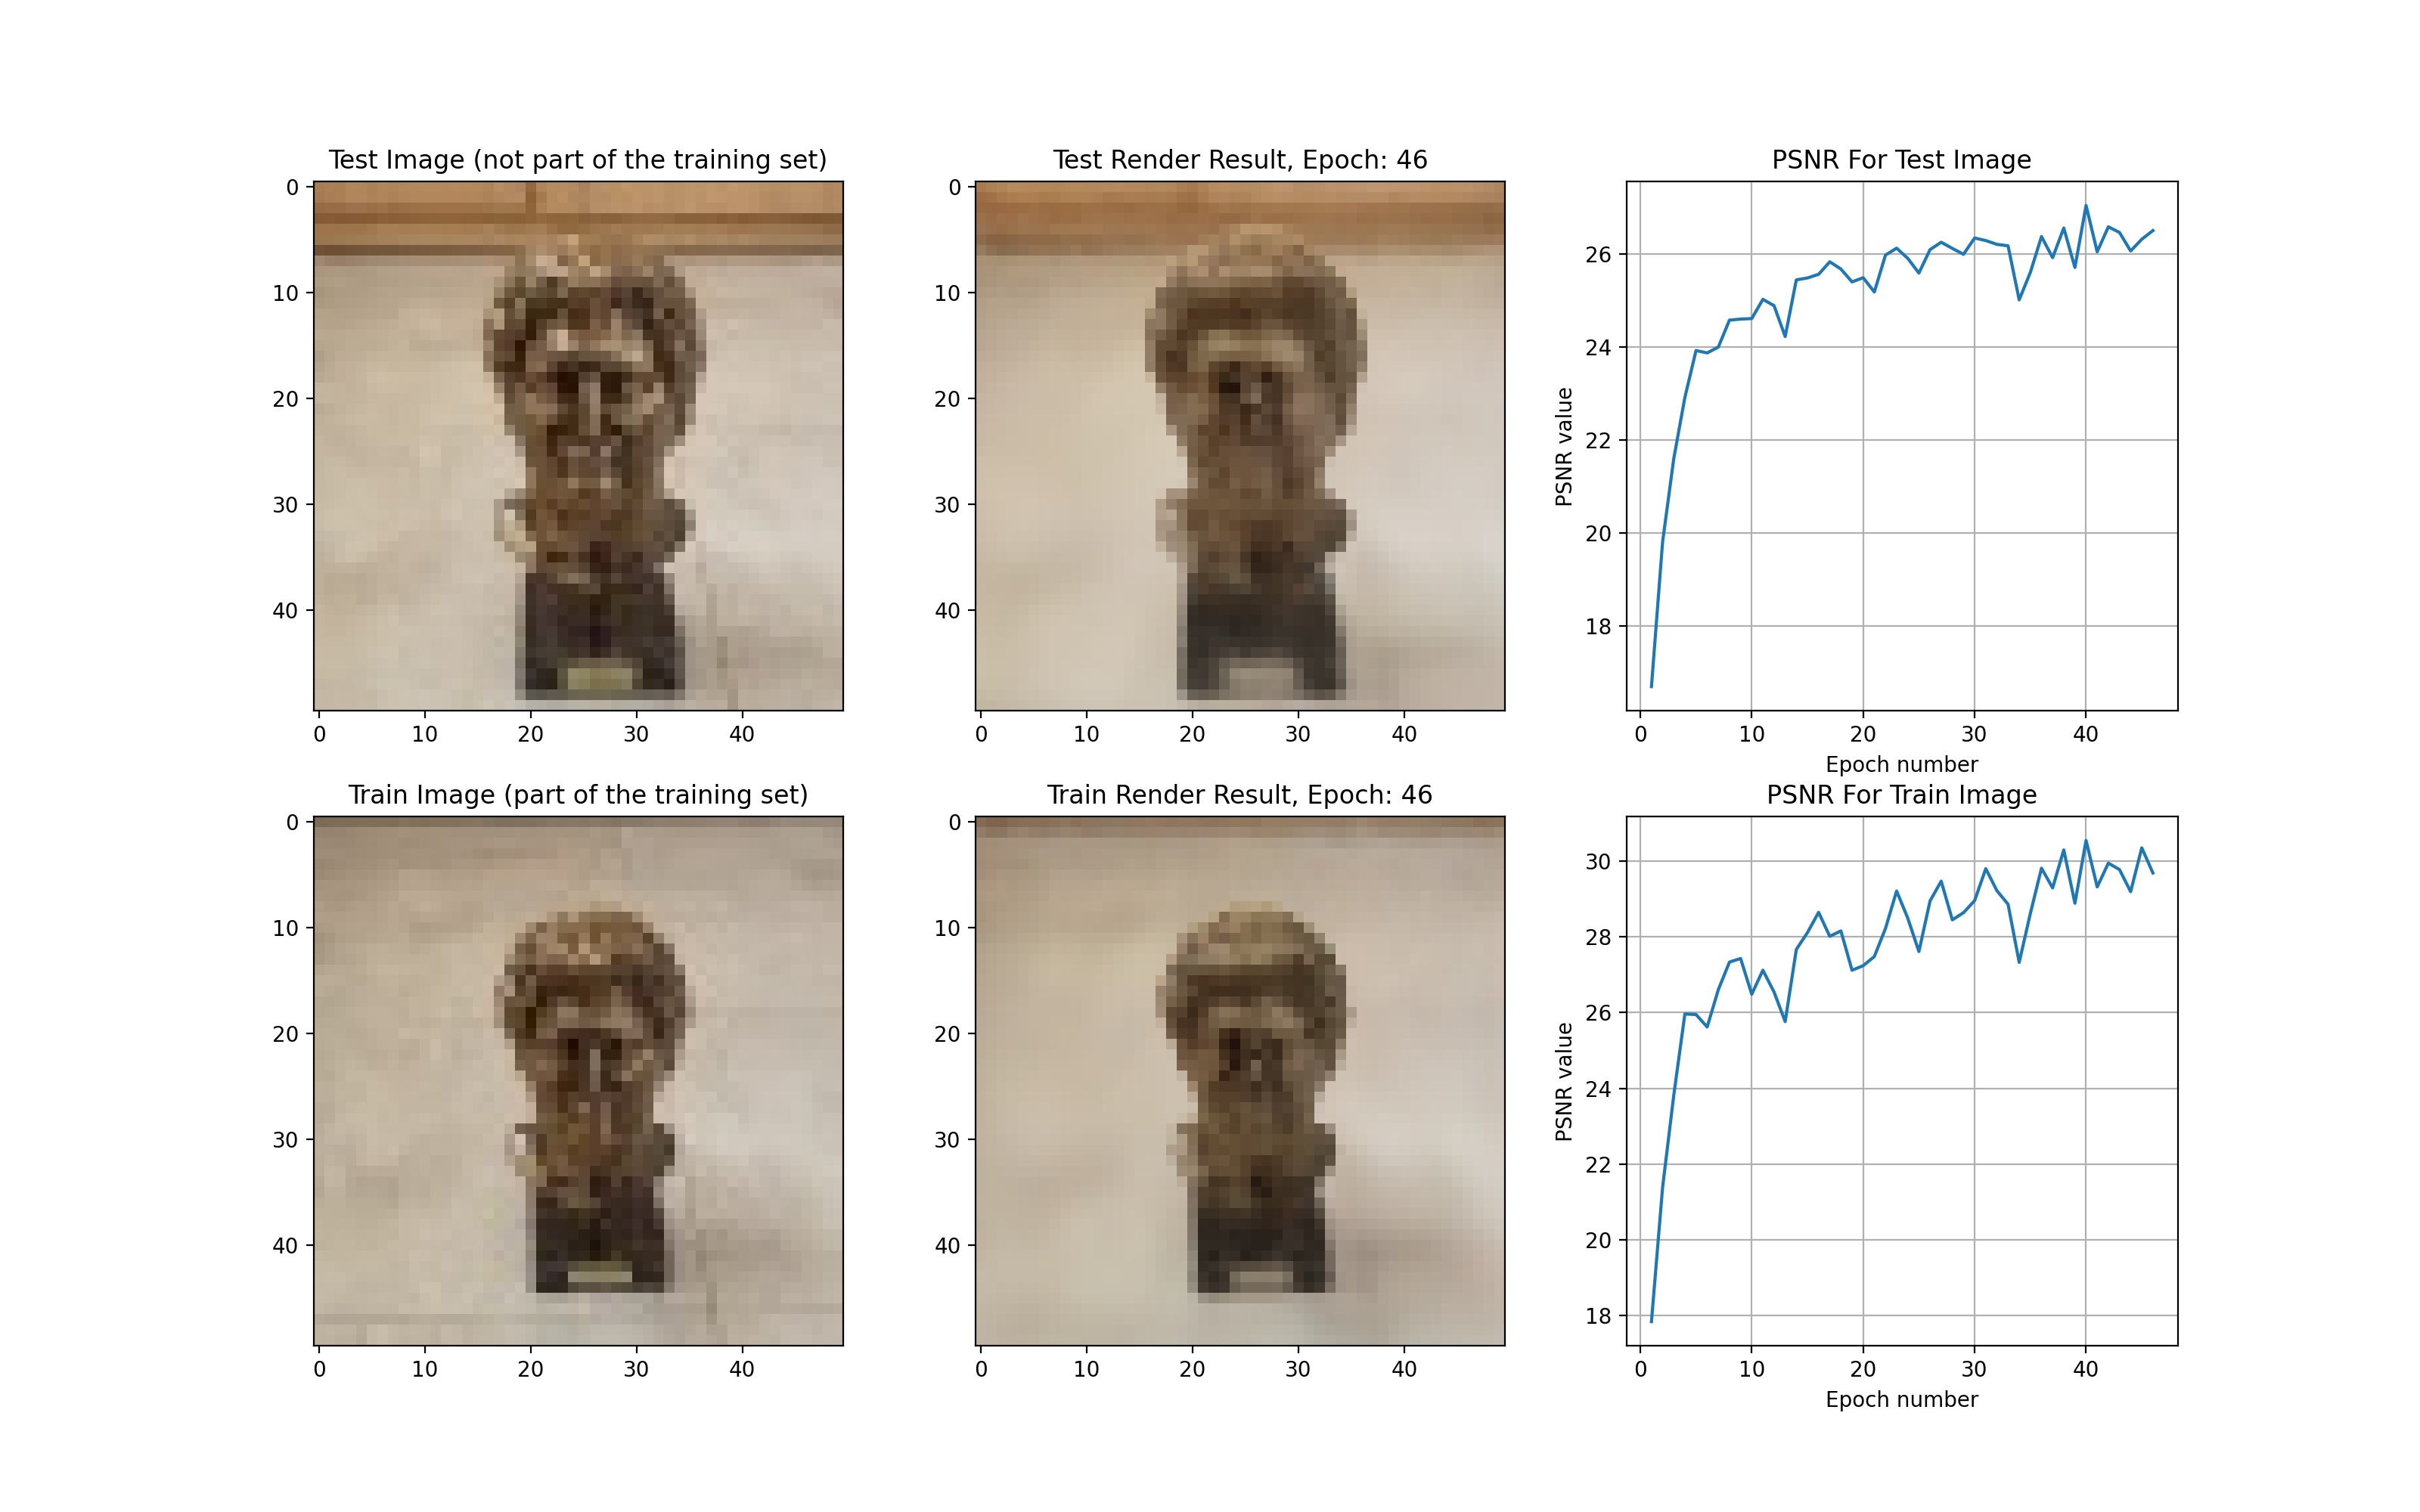 Test Image (not part of the training set)
0
10
20
30
40
0 10 20 30 40
Test Render Result, Epoch: 46
0
10
20
30
40
0 10 20 30 40
PSNR For Test Image
PSNR value
26
24
22
20
18
0 10 20 30 40
Epoch number
Train Image (part of the training set)
0
10
20
30
40
0 10 20 30 40
Train Render Result, Epoch: 46
0
10
20
30
40
0 10 20 30 40
PSNR For Train Image
PSNR value
30
28
26
24
22
20
18
0 10 20 30 40
Epoch number